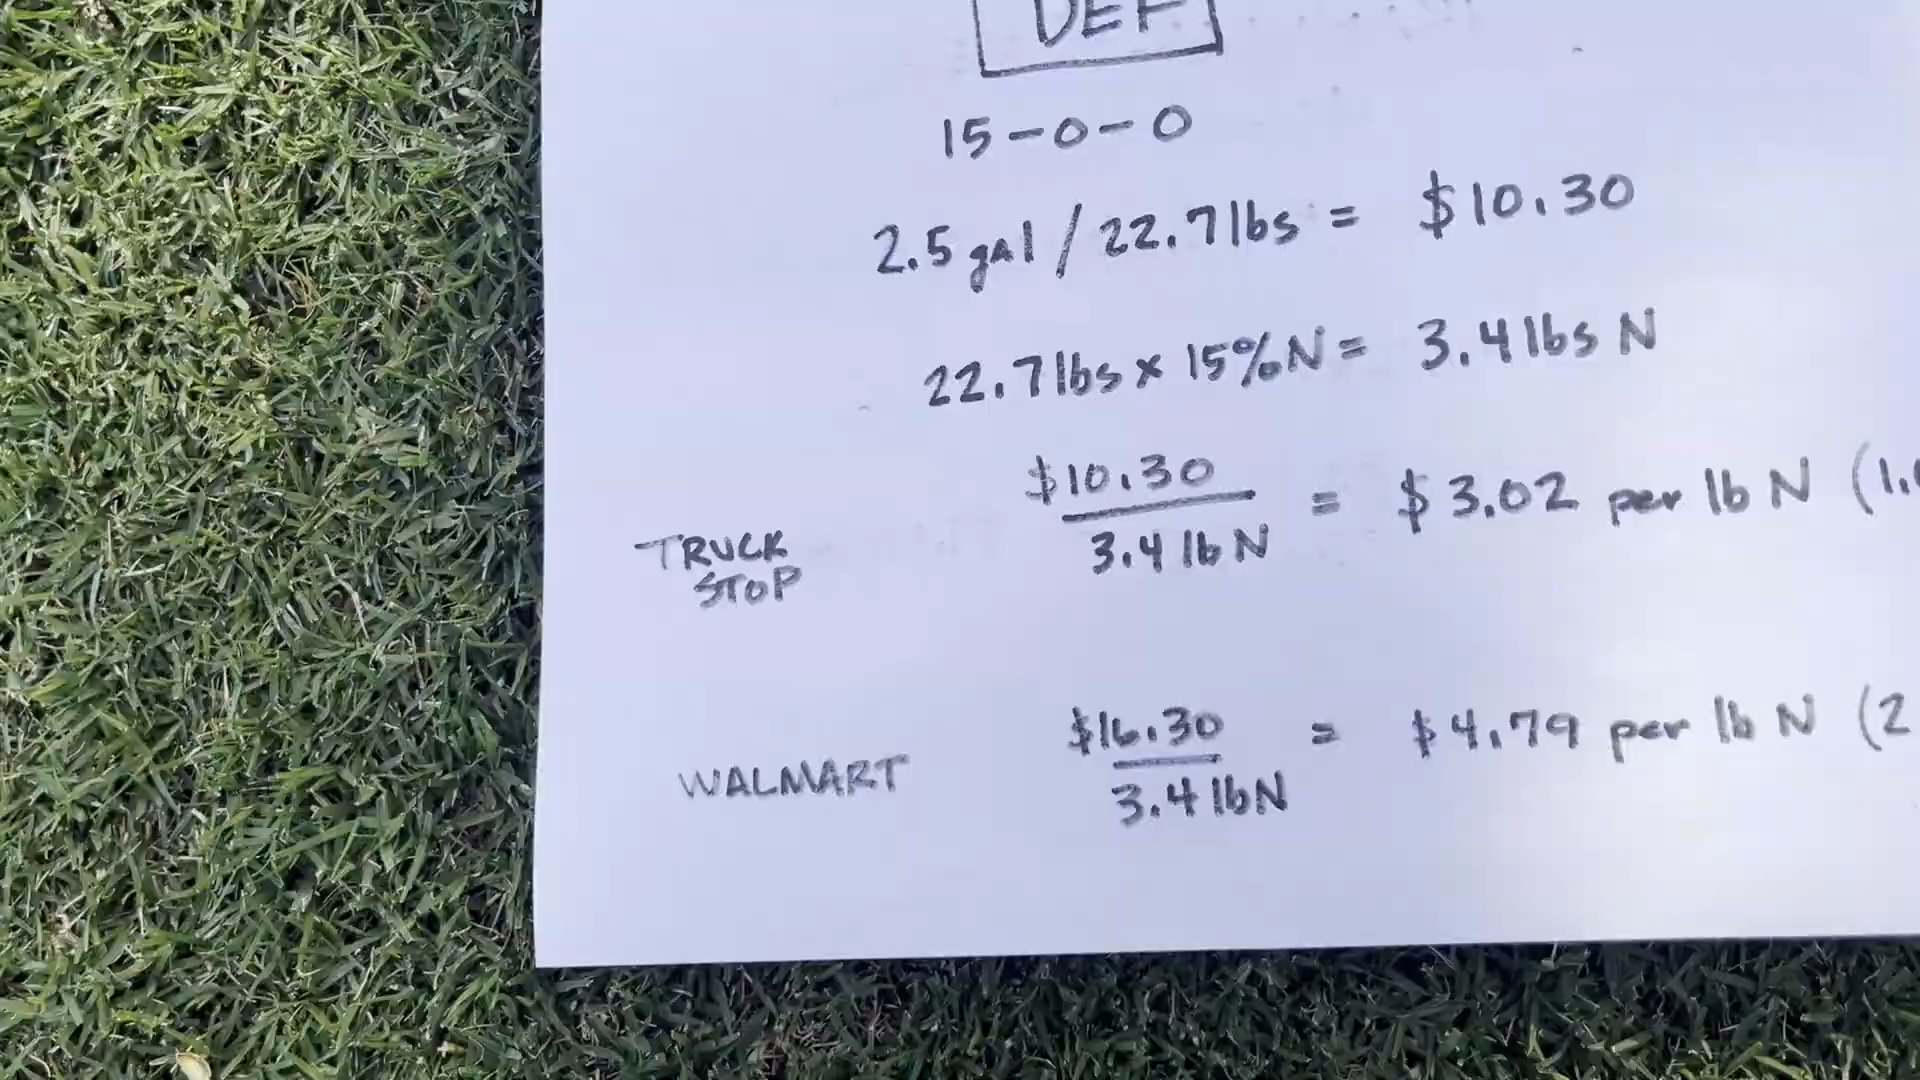 DEF
15-0-0
2.5 gal / 22.7 lbs = $10.30
22.7 lbs x 15% N = 3.4 lbs N
TRUCK STOP
$10.30 / 3.4 lb N = $3.02 per lb N (1.
WALMART
$16.30 / 3.4 lb N = $4.79 per lb N (2